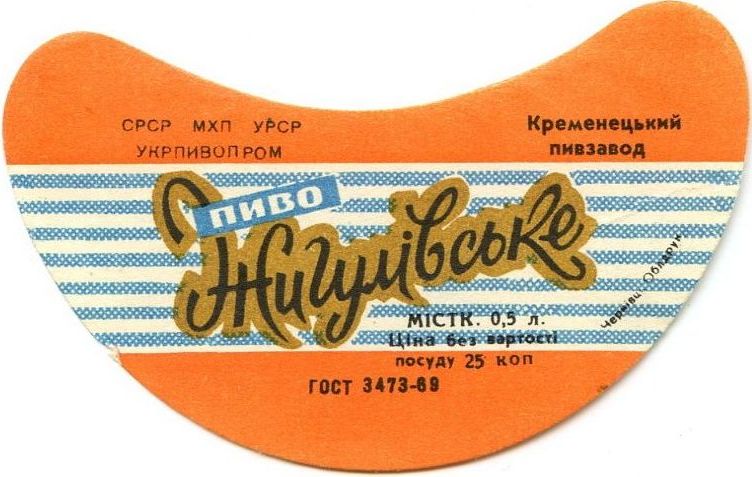 СРСР МХП УРСР
УКРПИВОПРОМ
Кременецький
пивзавод
ПИВО
Жигулівське
МІСТК. 0,5 л.
Ціна без вартості
посуду 25 коп
ГОСТ 3473-69
Чернівці, Облдрук